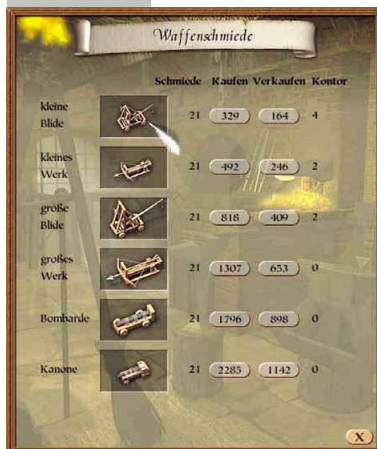 Waffenschmiede
Schmiede Kaufen Verkaufen Kontor
kleine
Blide 21 329 164 4
kleines
Werk 21 492 246 2
große
Blide 21 818 409 2
großes
Werk 21 1307 653 0
Bombarde 21 1796 898 0
Kanone 21 2285 1142 0
X